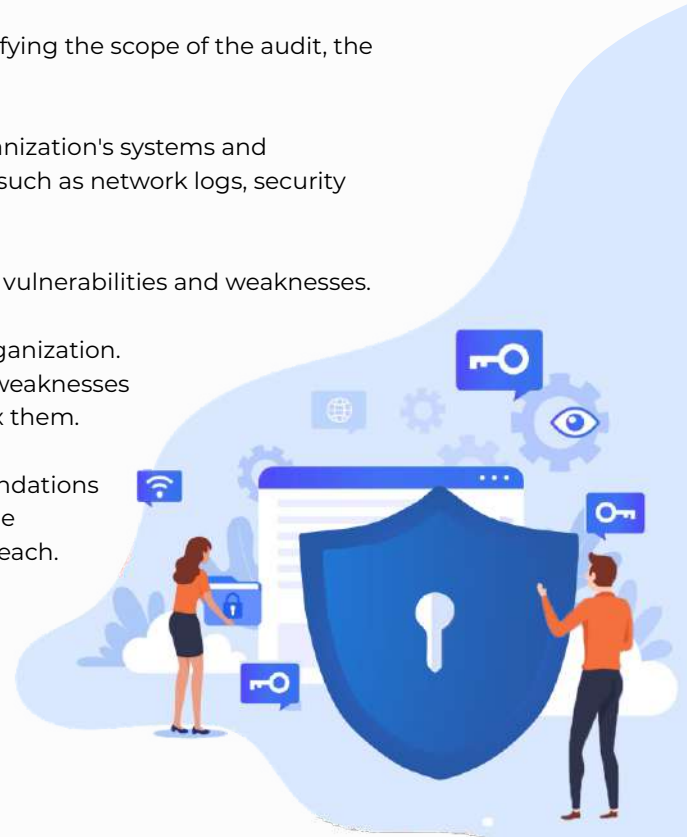 fying the scope of the audit, the
anization's systems and
such as network logs, security
vulnerabilities and weaknesses.
ganization.
weaknesses
x them.
ndations
e
each.